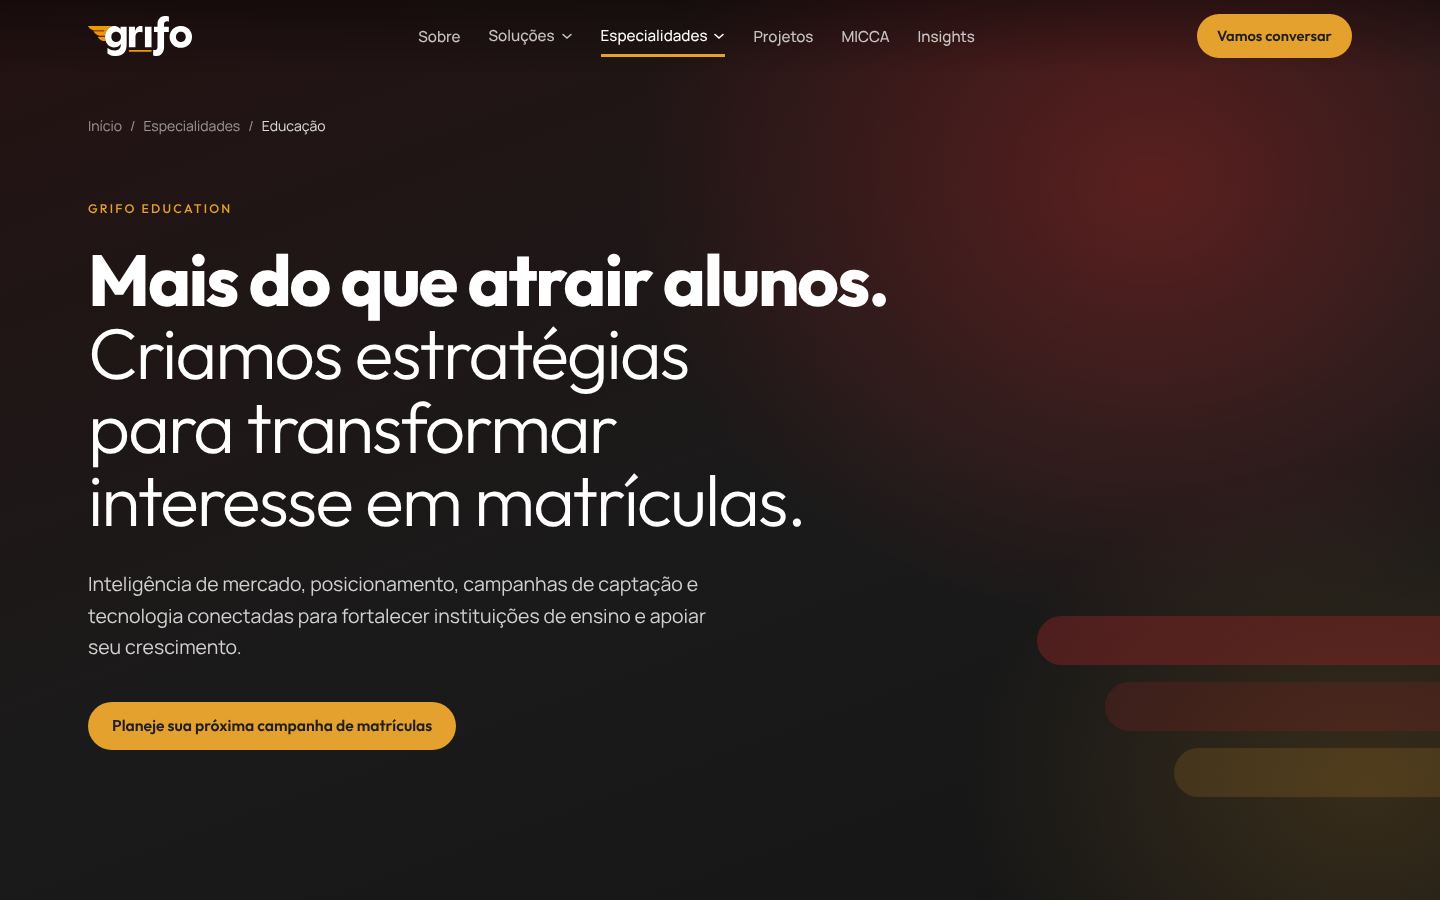 grifo
Sobre
Soluções
Especialidades
Projetos
MICCA
Insights
Vamos conversar
Início / Especialidades / Educação
GRIFO EDUCATION
Mais do que atrair alunos.
Criamos estratégias
para transformar
interesse em matrículas.
Inteligência de mercado, posicionamento, campanhas de captação e
tecnologia conectadas para fortalecer instituições de ensino e apoiar
seu crescimento.
Planeje sua próxima campanha de matrículas